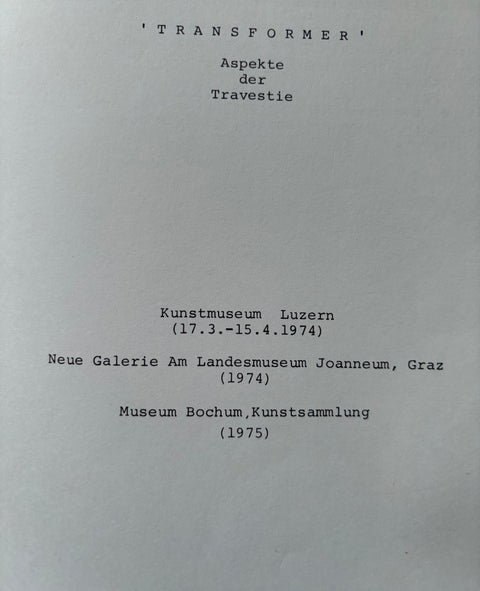 'TRANSFORMER'
Aspekte
der
Travestie
Kunstmuseum Luzern
(17.3.-15.4.1974)
Neue Galerie Am Landesmuseum Joanneum, Graz
(1974)
Museum Bochum,Kunstsammlung
(1975)